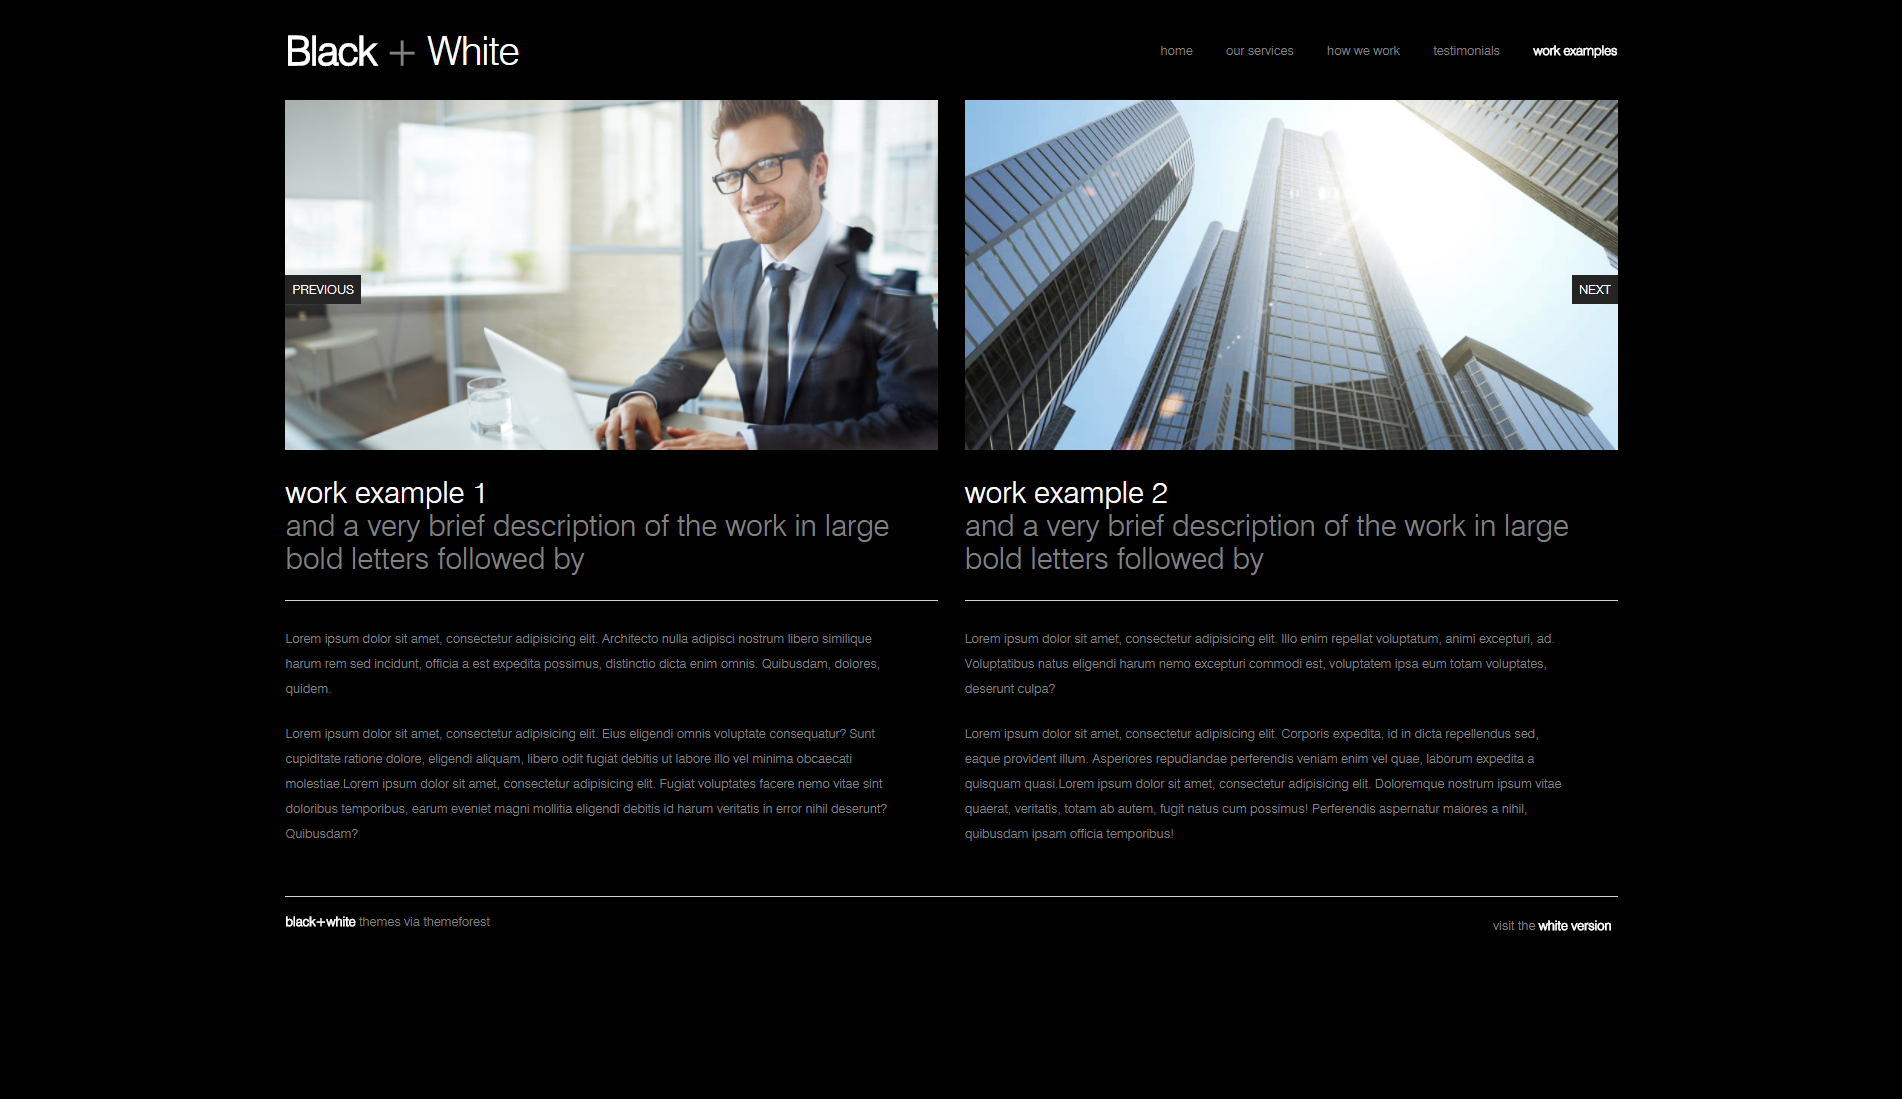 Black + White
home our services how we work testimonials work examples
PREVIOUS
NEXT
work example 1
and a very brief description of the work in large
bold letters followed by
Lorem ipsum dolor sit amet, consectetur adipisicing elit. Architecto nulla adipisci nostrum libero similique
harum rem sed incidunt, officia a est expedita possimus, distinctio dicta enim omnis. Quibusdam, dolores,
quidem.
Lorem ipsum dolor sit amet, consectetur adipisicing elit. Eius eligendi omnis voluptate consequatur? Sunt
cupiditate ratione dolore, eligendi aliquam, libero odit fugiat debitis ut labore illo vel minima obcaecati
molestiae.Lorem ipsum dolor sit amet, consectetur adipisicing elit. Fugiat voluptates facere nemo vitae sint
doloribus temporibus, earum eveniet magni mollitia eligendi debitis id harum veritatis in error nihil deserunt?
Quibusdam?
work example 2
and a very brief description of the work in large
bold letters followed by
Lorem ipsum dolor sit amet, consectetur adipisicing elit. Illo enim repellat voluptatum, animi excepturi, ad.
Voluptatibus natus eligendi harum nemo excepturi commodi est, voluptatem ipsa eum totam voluptates,
deserunt culpa?
Lorem ipsum dolor sit amet, consectetur adipisicing elit. Corporis expedita, id in dicta repellendus sed,
eaque provident illum. Asperiores repudiandae perferendis veniam enim vel quae, laborum expedita a
quisquam quasi.Lorem ipsum dolor sit amet, consectetur adipisicing elit. Doloremque nostrum ipsum vitae
quaerat, veritatis, totam ab autem, fugit natus cum possimus! Perferendis aspernatur maiores a nihil,
quibusdam ipsam officia temporibus!
black+white themes via themeforest
visit the white version